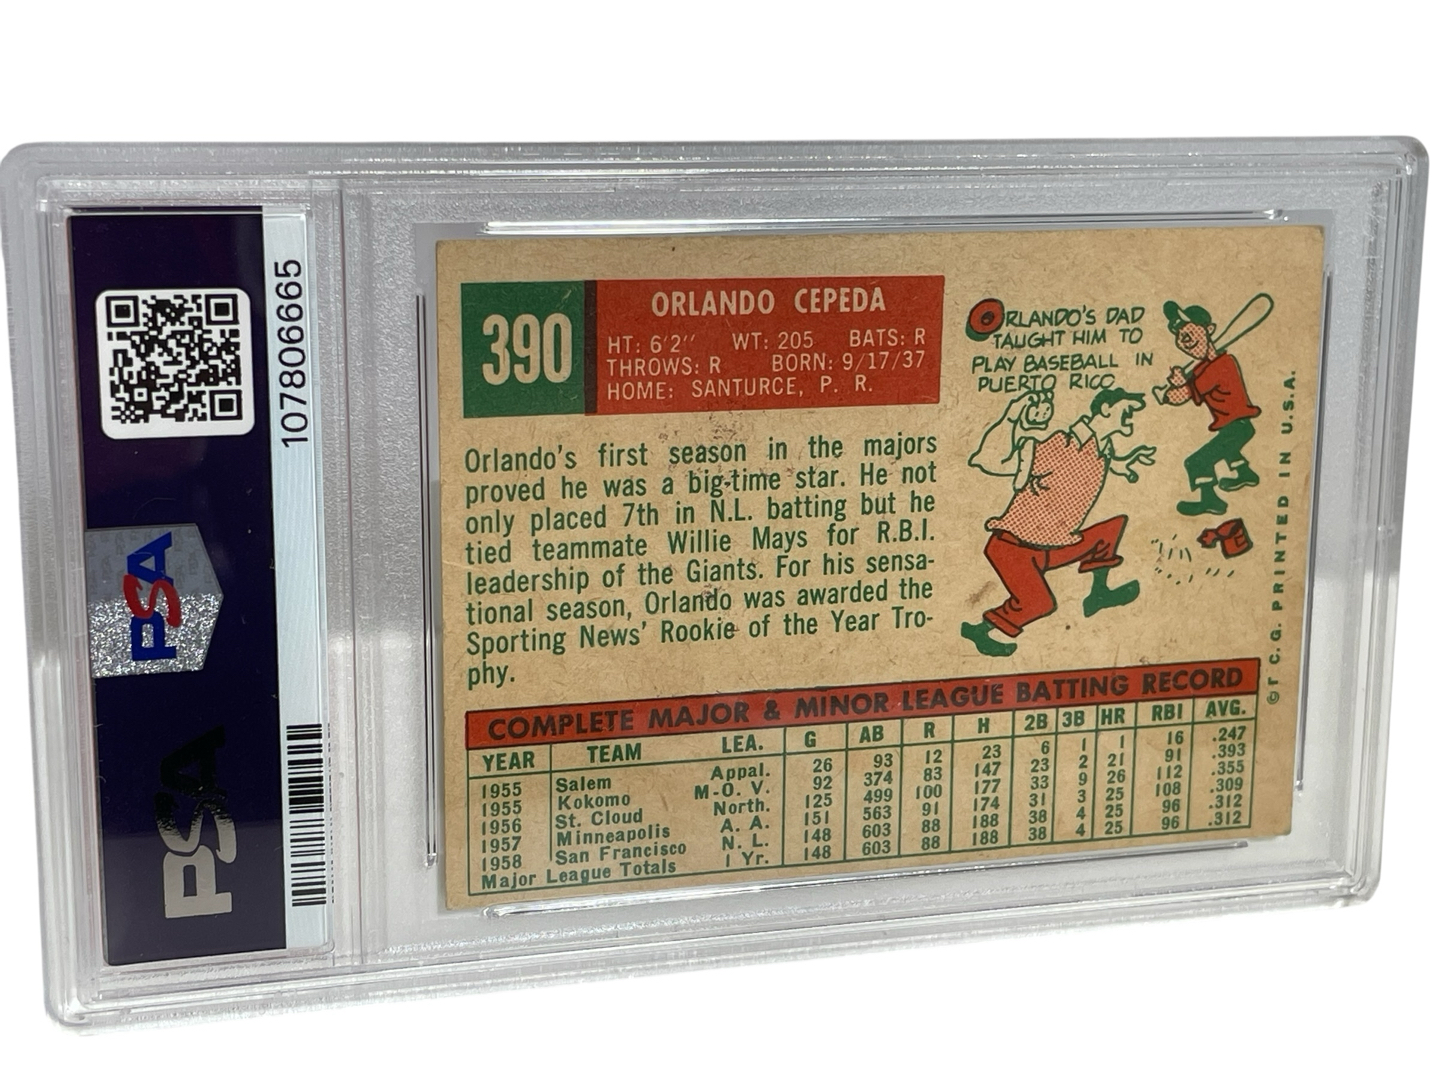 107806665
PSA
PSA
390
ORLANDO CEPEDA
HT: 6'2" WT: 205 BATS: R
THROWS: R BORN: 9/17/37
HOME: SANTURCE, P. R.
ORLANDO'S DAD
TAUGHT HIM TO
PLAY BASEBALL IN
PUERTO RICO
Orlando's first season in the majors
proved he was a big-time star. He not
only placed 7th in N.L. batting but he
tied teammate Willie Mays for R.B.I.
leadership of the Giants. For his sensa-
tional season, Orlando was awarded the
Sporting News' Rookie of the Year Tro-
phy.
©T. C. G. PRINTED IN U.S.A.
COMPLETE MAJOR & MINOR LEAGUE BATTING RECORD
YEAR TEAM LEA. G AB R H 2B 3B HR RBI AVG.
1955 Salem Appal. 26 93 12 23 6 1 1 16 .247
1955 Kokomo M-O. V. 92 374 83 147 23 2 21 91 .393
1956 St. Cloud North. 125 499 100 177 33 9 26 112 .355
1957 Minneapolis A. A. 151 563 91 174 31 3 25 108 .309
1958 San Francisco N. L. 148 603 88 188 38 4 25 96 .312
Major League Totals 1 Yr. 148 603 88 188 38 4 25 96 .312